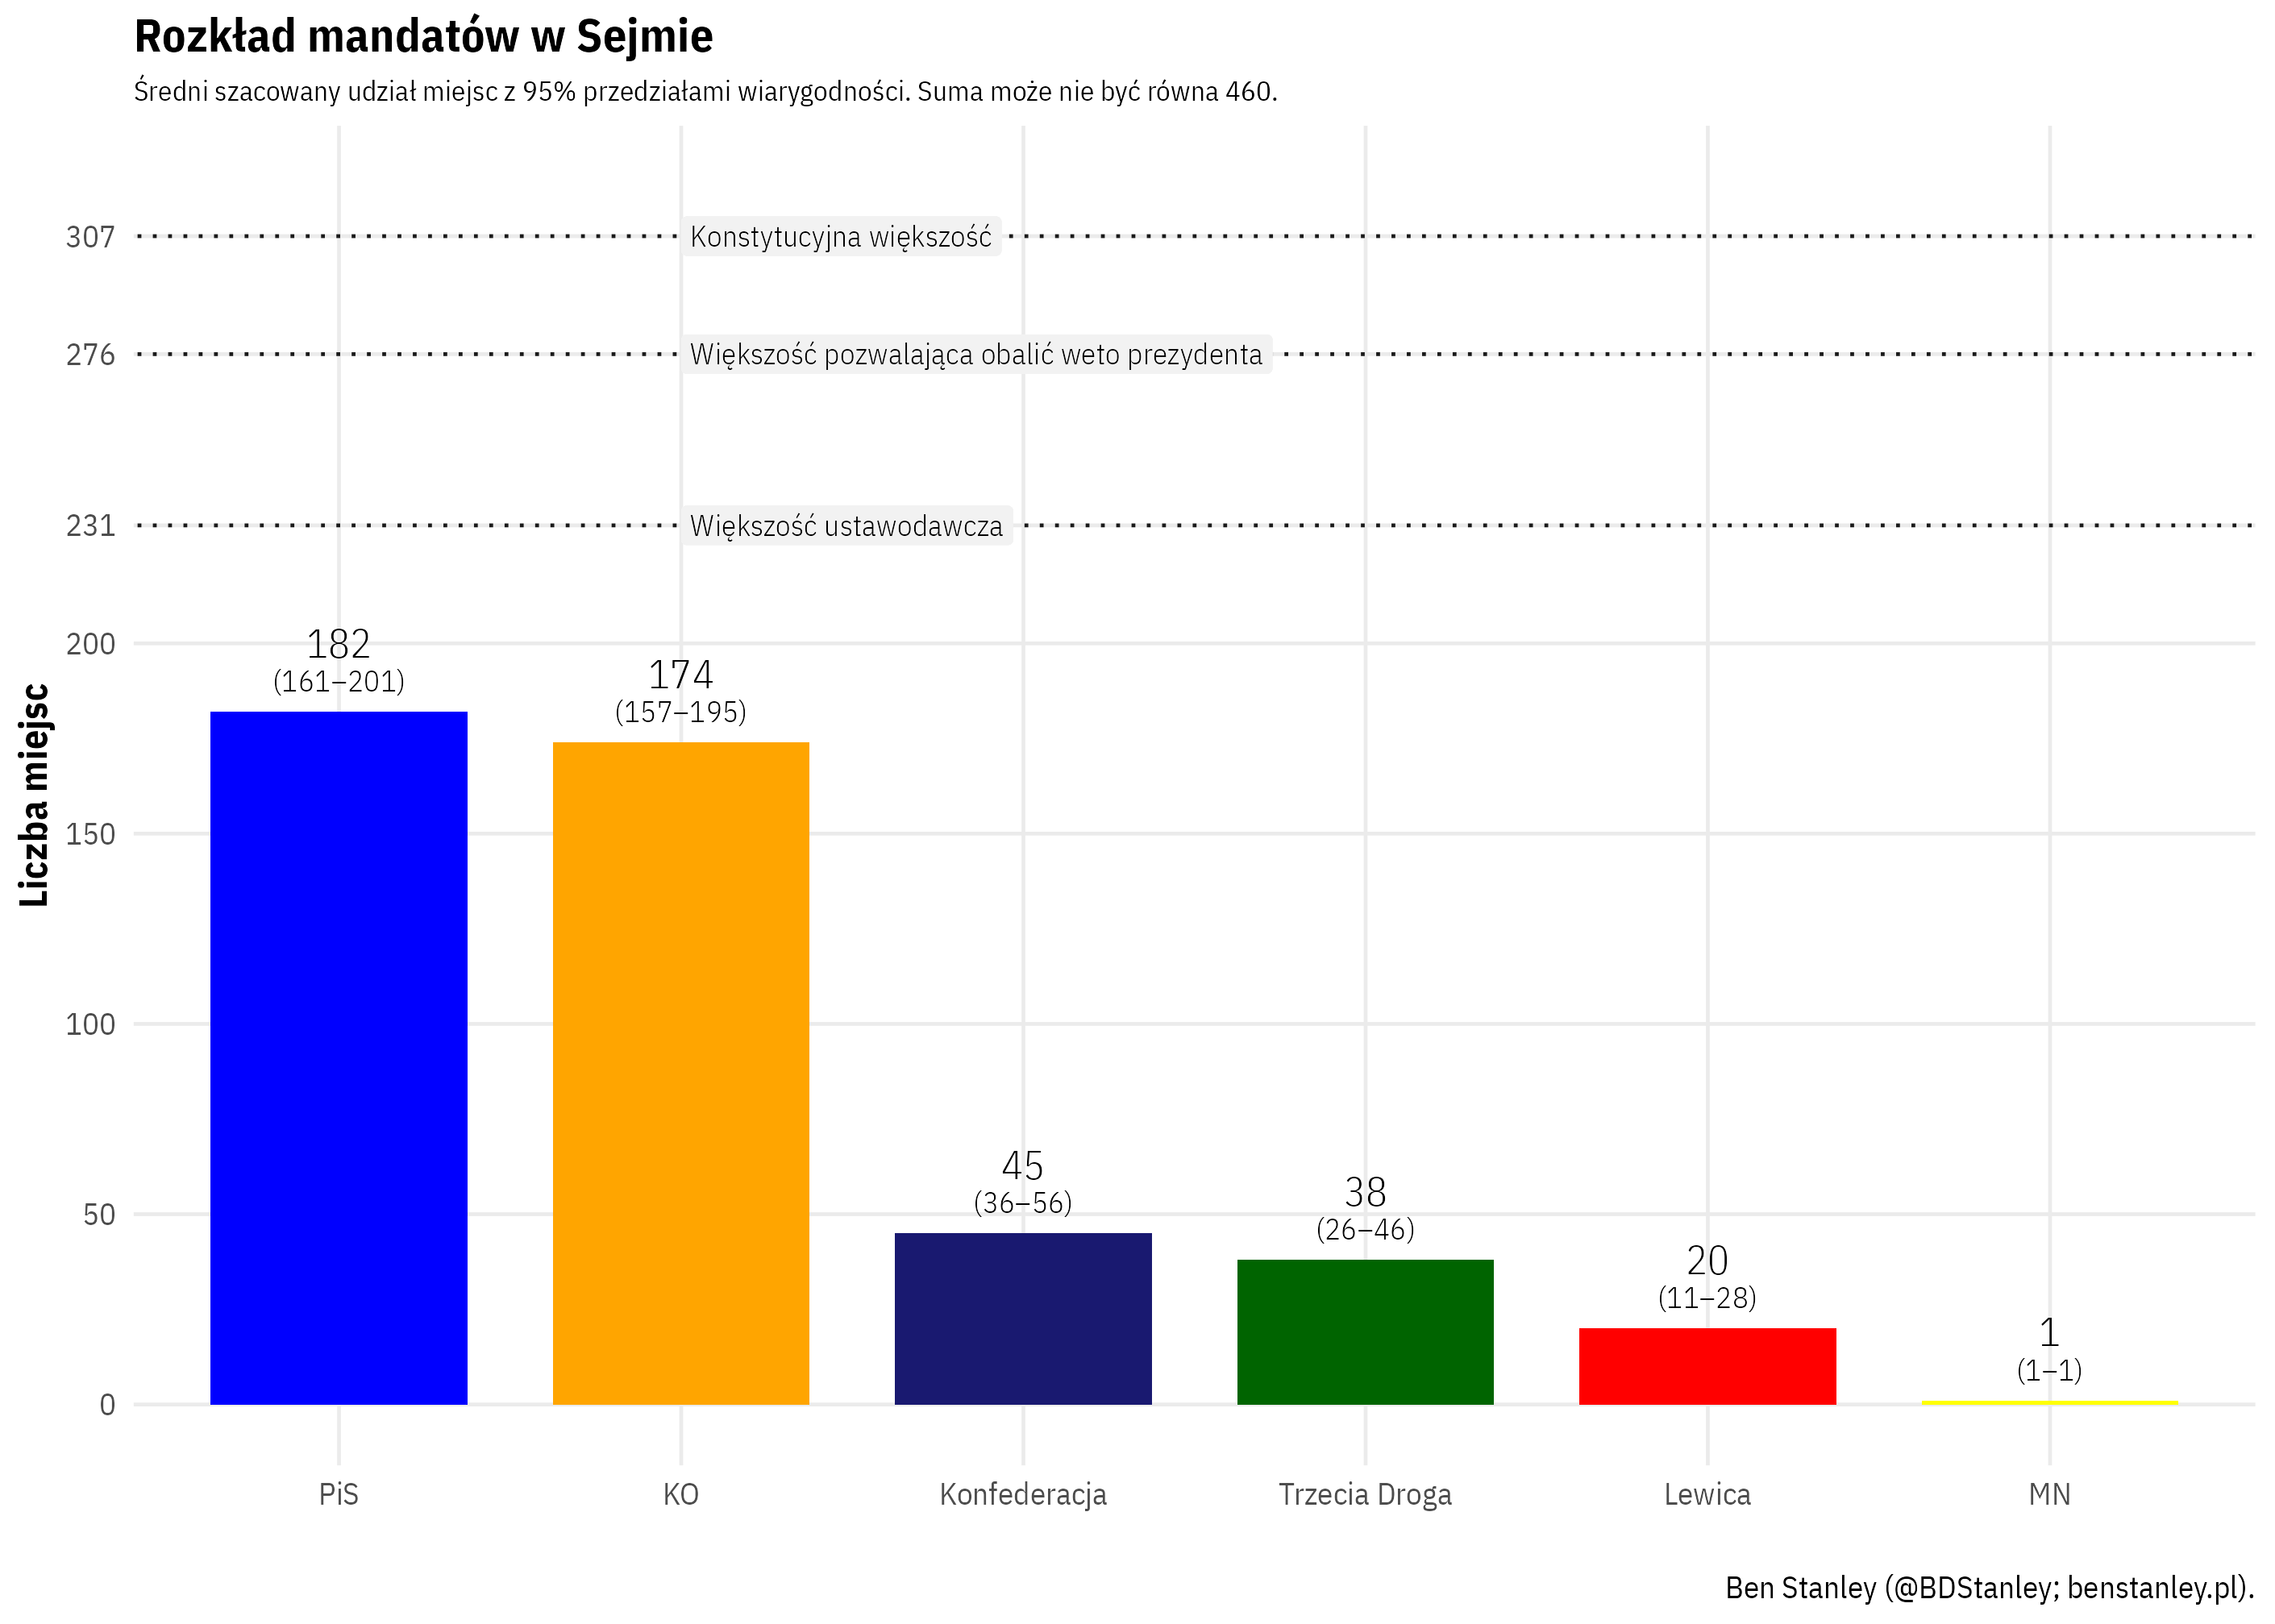 Rozkład mandatów w Sejmie
Średni szacowany udział miejsc z 95% przedziałami wiarygodności. Suma może nie być równa 460.
Liczba miejsc
307
Konstytucyjna większość
276
Większość pozwalająca obalić weto prezydenta
231
Większość ustawodawcza
200
150
100
50
0
182
(161–201)
174
(157–195)
45
(36–56)
38
(26–46)
20
(11–28)
1
(1–1)
PiS
KO
Konfederacja
Trzecia Droga
Lewica
MN
Ben Stanley (@BDStanley; benstanley.pl).